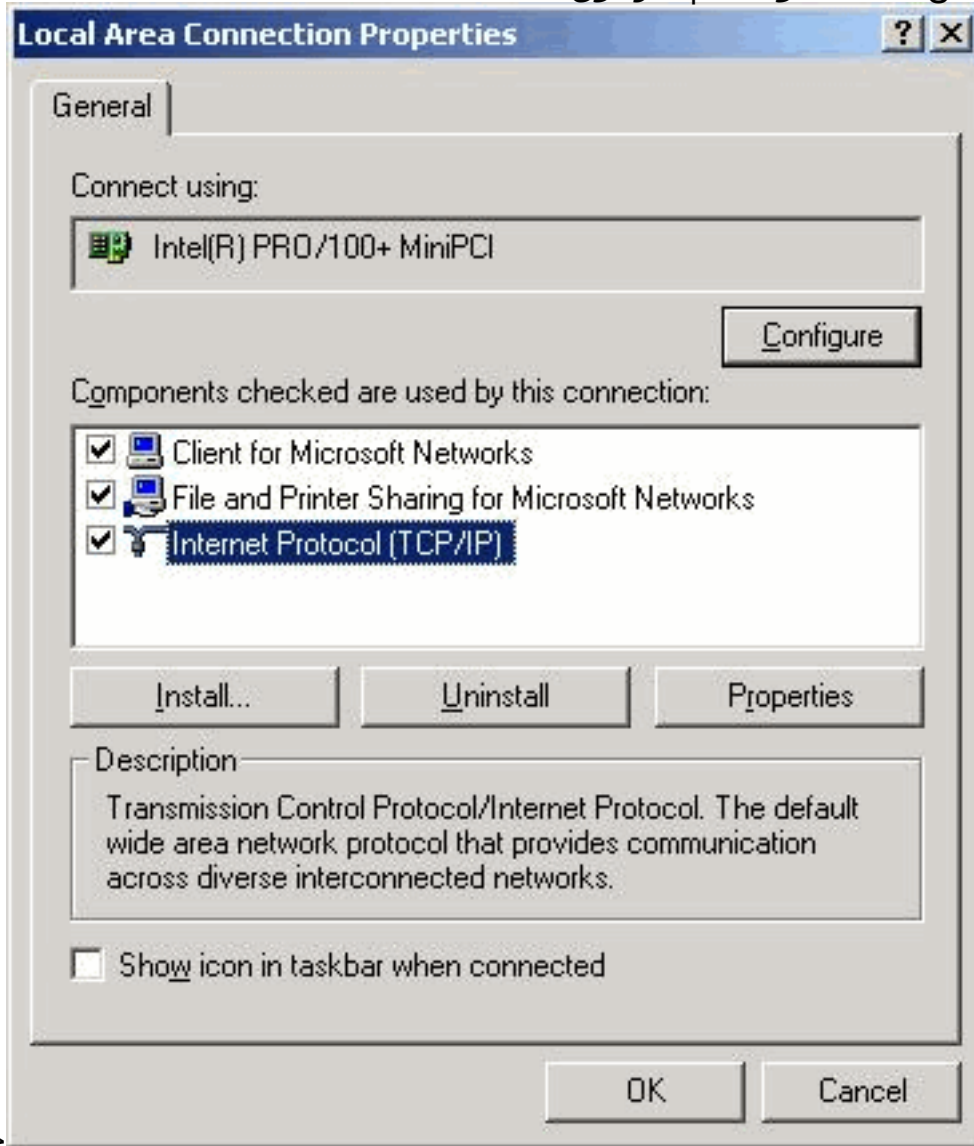 Local Area Connection Properties
General
Connect using:
Intel(R) PRO/100+ MiniPCI
Configure
Components checked are used by this connection:
Client for Microsoft Networks
File and Printer Sharing for Microsoft Networks
Internet Protocol (TCP/IP)
Install...
Uninstall
Properties
Description
Transmission Control Protocol/Internet Protocol. The default
wide area network protocol that provides communication
across diverse interconnected networks.
Show icon in taskbar when connected
OK
Cancel